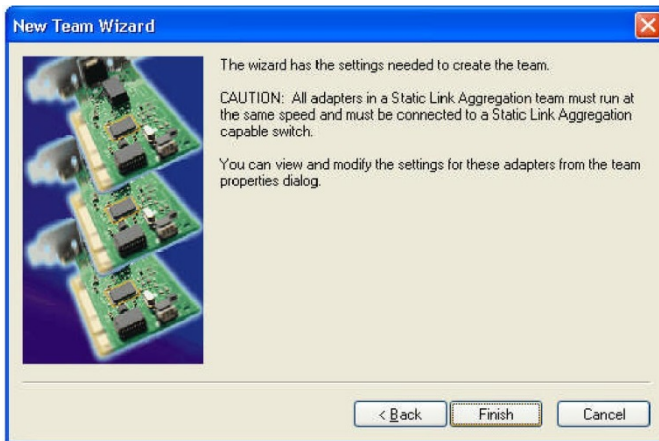 New Team Wizard
The wizard has the settings needed to create the team.
CAUTION: All adapters in a Static Link Aggregation team must run at
the same speed and must be connected to a Static Link Aggregation
capable switch.
You can view and modify the settings for these adapters from the team
properties dialog.
< Back
Finish
Cancel